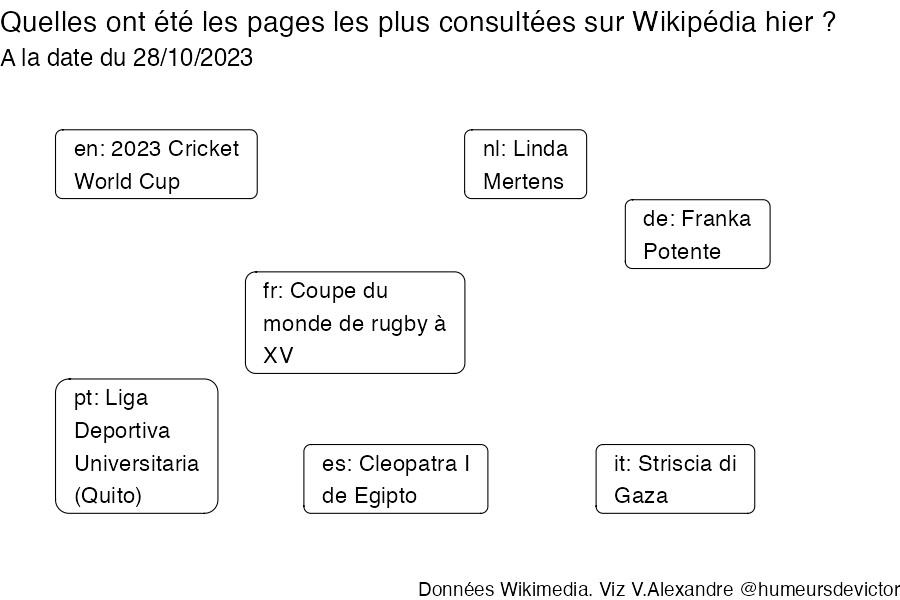 Quelles ont été les pages les plus consultées sur Wikipédia hier ?
A la date du 28/10/2023
en: 2023 Cricket
World Cup
nl: Linda
Mertens
de: Franka
Potente
fr: Coupe du
monde de rugby à
XV
pt: Liga
Deportiva
Universitaria
(Quito)
es: Cleopatra I
de Egipto
it: Striscia di
Gaza
Données Wikimedia. Viz V.Alexandre @humeursdevictor